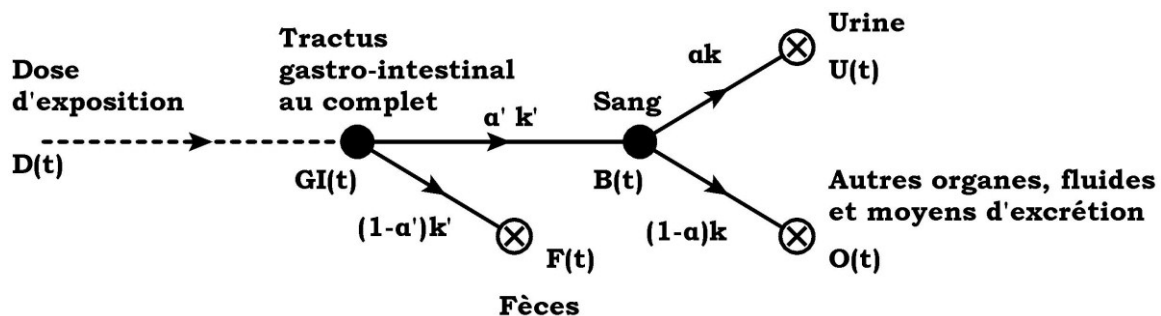 Dose
d'exposition
D(t)
Tractus
gastro-intestinal
au complet
GI(t)
a' k'
(1-a')k'
F(t)
Fèces
Sang
B(t)
ak
(1-a)k
Urine
U(t)
Autres organes, fluides
et moyens d'excrétion
O(t)